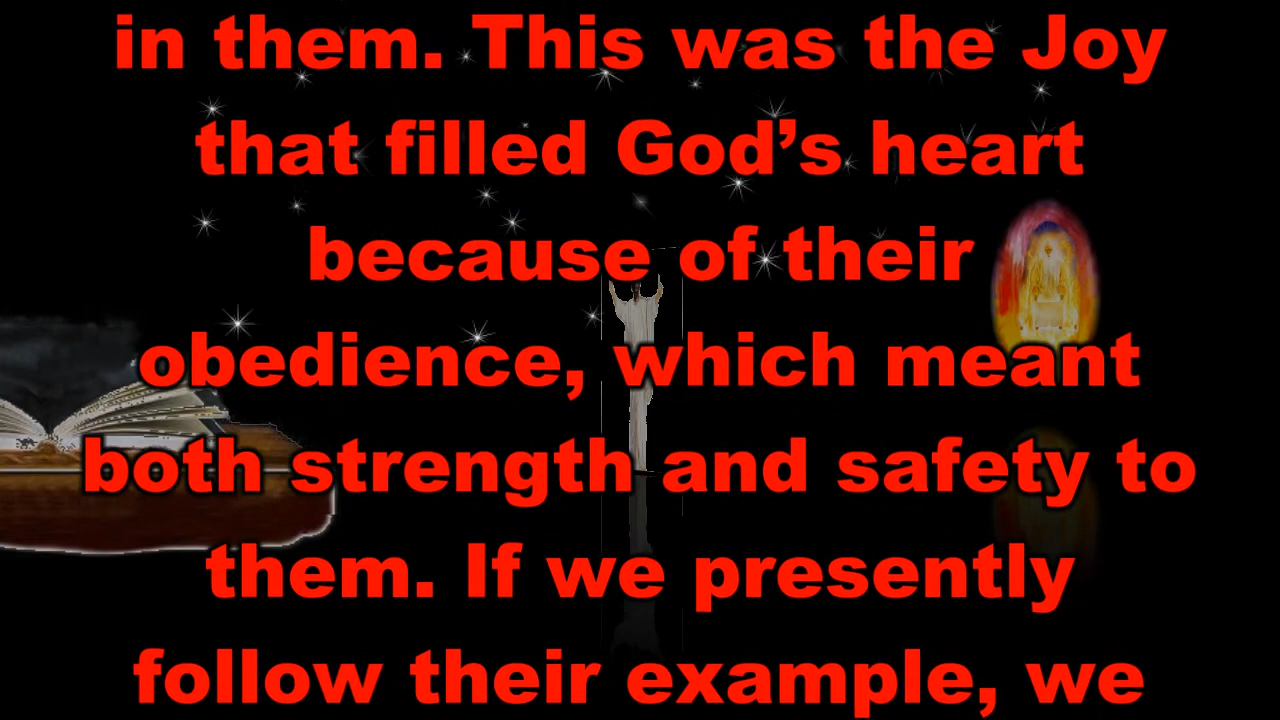 in them. This was the Joy
that filled God’s heart
because of their
obedience, which meant
both strength and safety to
them. If we presently
follow their example, we